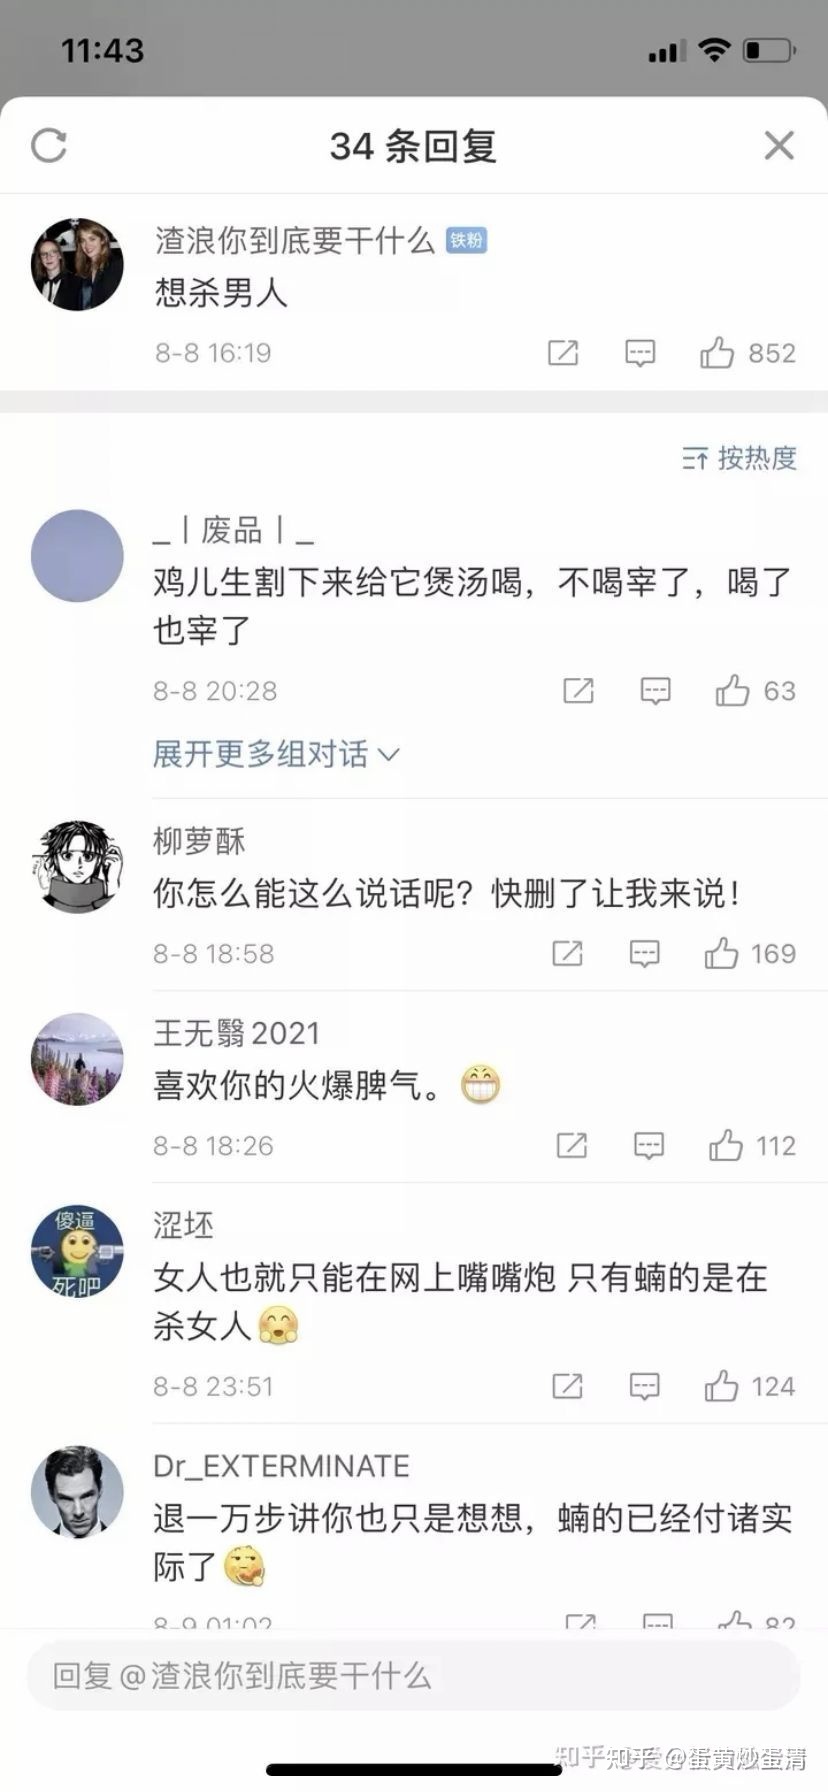 11:43
34 条回复
渣浪你到底要干什么 铁粉
想杀男人
8-8 16:19
852
按热度
_丨废品丨_
鸡儿生割下来给它煲汤喝，不喝宰了，喝了
也宰了
8-8 20:28
63
展开更多组对话
柳萝酥
你怎么能这么说话呢？快删了让我来说！
8-8 18:58
169
王无翳2021
喜欢你的火爆脾气。
8-8 18:26
112
傻逼
死吧
涩坯
女人也就只能在网上嘴嘴炮 只有蝻的是在
杀女人
8-8 23:51
124
Dr_EXTERMINATE
退一万步讲你也只是想想，蝻的已经付诸实
际了
8-9 01:02
82
回复@渣浪你到底要干什么
知乎 @蛋黄炒蛋清